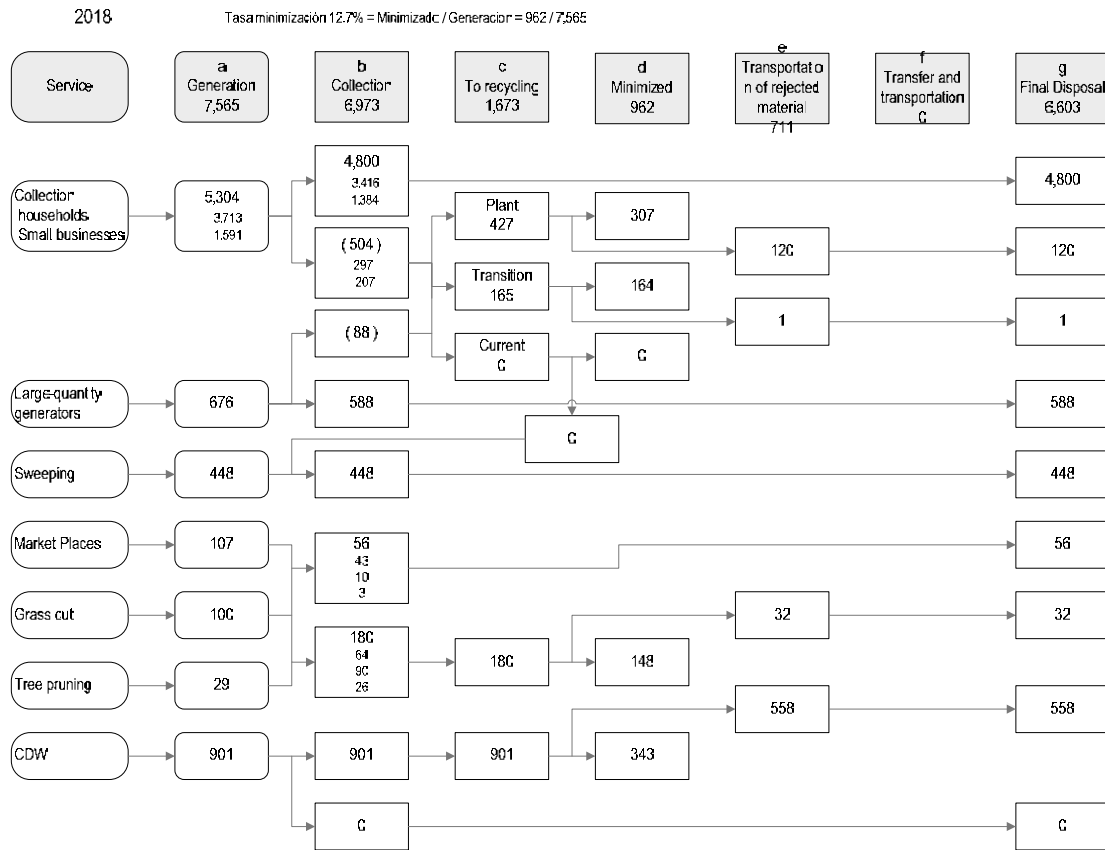 2018
Tasa minimización 12.7% = Minimizado / Generacion = 962 / 7,565
Service
a
Generation
7,565
b
Collection
6,973
c
To recycling
1,673
d
Minimized
962
e
Transportatio
n of rejected
material
711
f
Transfer and
transportation
0
g
Final Disposal
6,603
Collection
households
Small businesses
5,304
3,713
1,591
4,800
3,416
1,384
4,800
(504)
297
207
Plant
427
307
120
120
Transition
165
164
1
1
(88)
Current
0
0
Large-quantity
generators
676
588
588
0
Sweeping
448
448
448
Market Places
107
56
43
10
3
56
Grass cut
100
32
32
180
64
90
26
180
148
Tree pruning
29
558
558
CDW
901
901
901
343
0
0